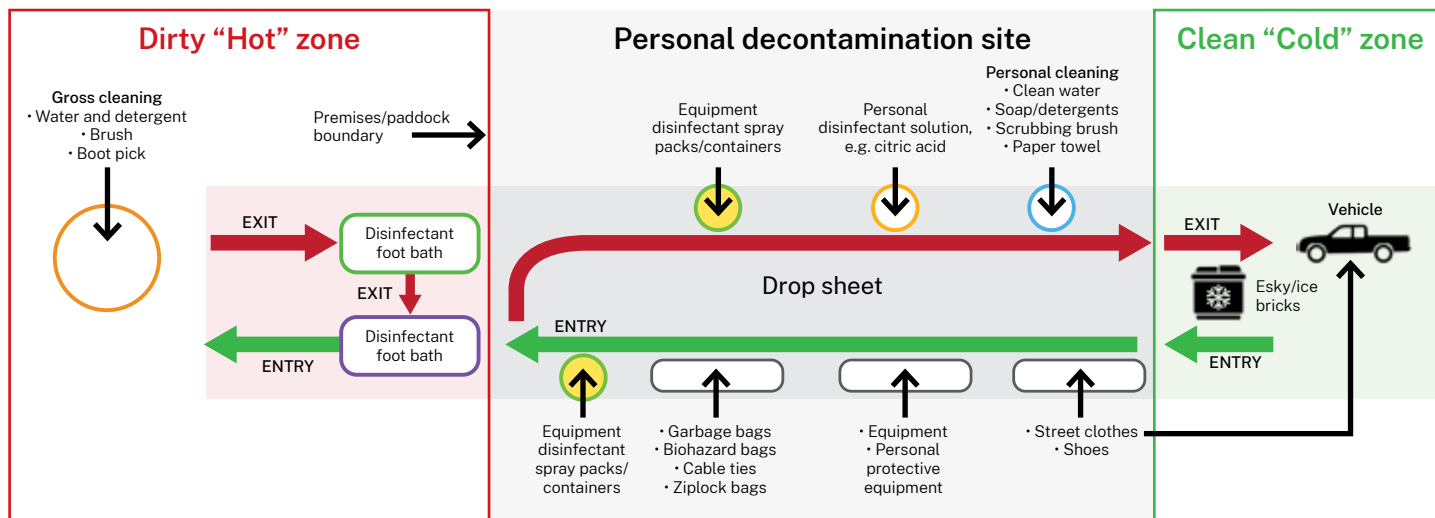 Dirty “Hot” zone
Personal decontamination site
Clean “Cold” zone
Gross cleaning
• Water and detergent
• Brush
• Boot pick
Premises/paddock
boundary
Equipment
disinfectant spray
packs/containers
Personal
disinfectant solution,
e.g. citric acid
Personal cleaning
• Clean water
• Soap/detergents
• Scrubbing brush
• Paper towel
EXIT
Disinfectant
foot bath
EXIT
Disinfectant
foot bath
ENTRY
Drop sheet
ENTRY
EXIT
Vehicle
Esky/ice
bricks
ENTRY
Equipment
disinfectant
spray packs/
containers
• Garbage bags
• Biohazard bags
• Cable ties
• Ziplock bags
• Equipment
• Personal
protective
equipment
• Street clothes
• Shoes